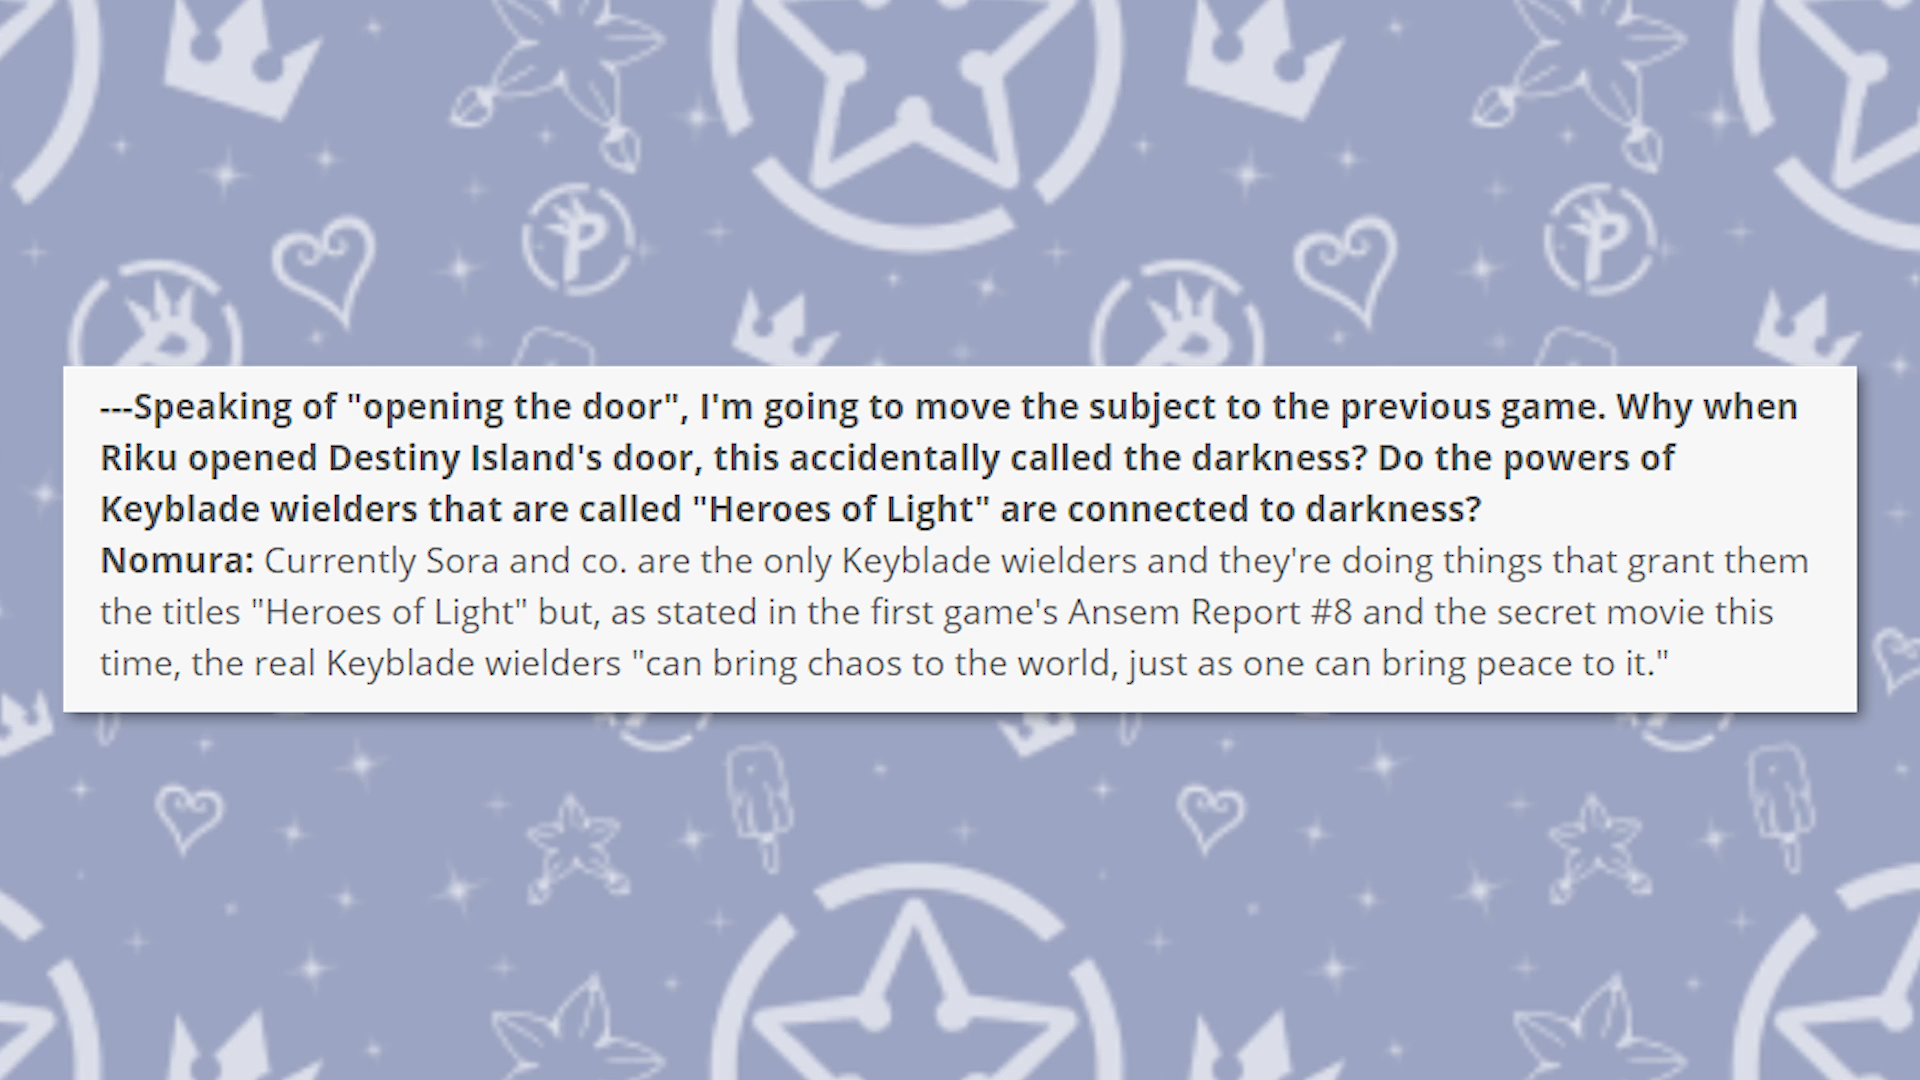 ---Speaking of "opening the door", I'm going to move the subject to the previous game. Why when
Riku opened Destiny Island's door, this accidentally called the darkness? Do the powers of
Keyblade wielders that are called "Heroes of Light" are connected to darkness?
Nomura: Currently Sora and co. are the only Keyblade wielders and they're doing things that grant them
the titles "Heroes of Light" but, as stated in the first game's Ansem Report #8 and the secret movie this
time, the real Keyblade wielders "can bring chaos to the world, just as one can bring peace to it."